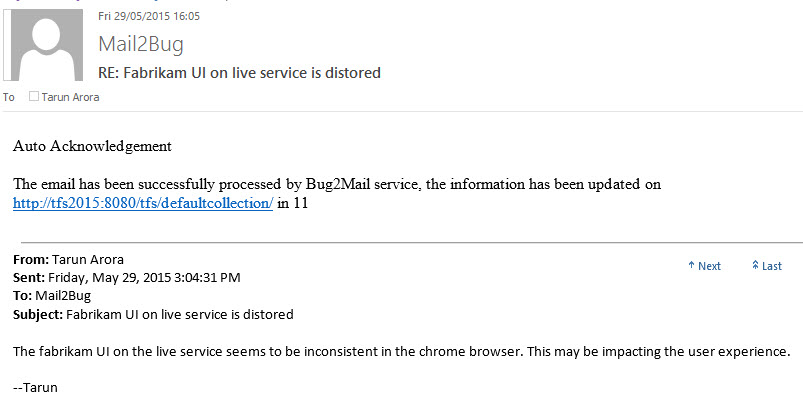 Fri 29/05/2015 16:05
Mail2Bug
RE: Fabrikam UI on live service is distored
To Tarun Arora
Auto Acknowledgement
The email has been successfully processed by Bug2Mail service, the information has been updated on
http://tfs2015:8080/tfs/defaultcollection/ in 11
From: Tarun Arora
Next Last
Sent: Friday, May 29, 2015 3:04:31 PM
To: Mail2Bug
Subject: Fabrikam UI on live service is distored
The fabrikam UI on the live service seems to be inconsistent in the chrome browser. This may be impacting the user experience.
--Tarun